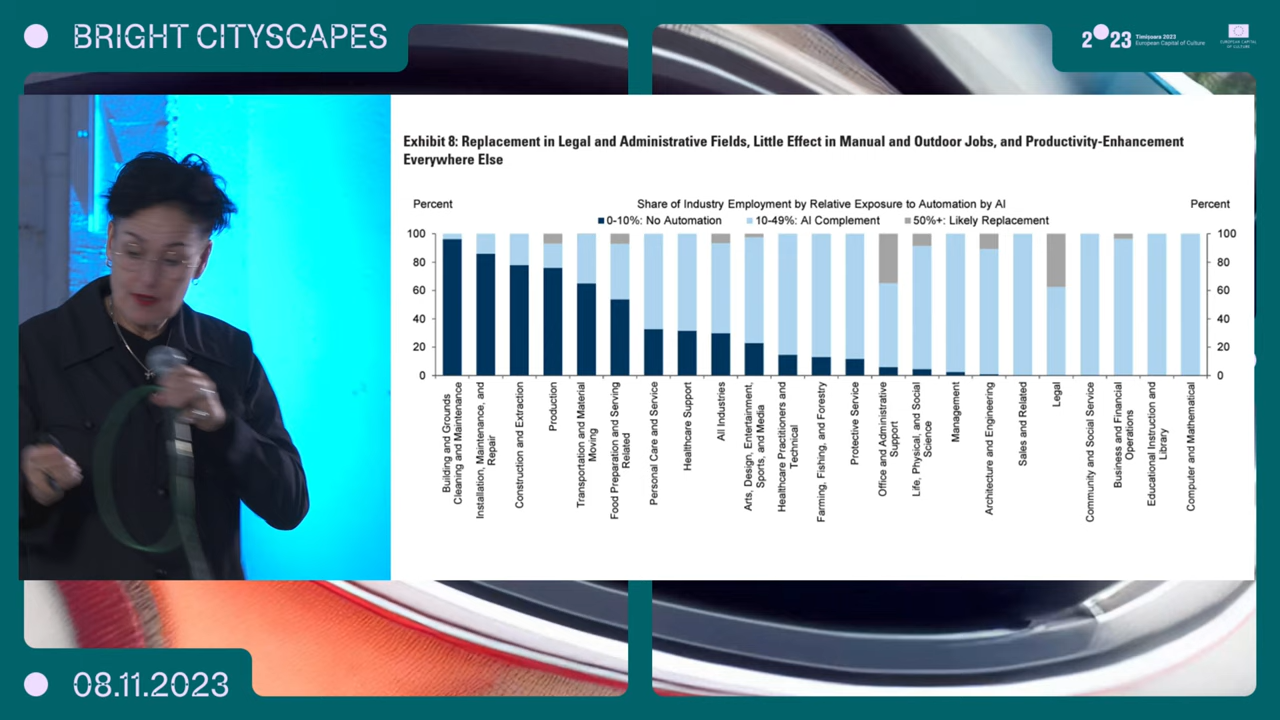 BRIGHT CITYSCAPES
2023
Timișoara 2023
European Capital of Culture
EUROPEAN CAPITAL
OF CULTURE
Exhibit 8: Replacement in Legal and Administrative Fields, Little Effect in Manual and Outdoor Jobs, and Productivity-Enhancement
Everywhere Else
Percent
Share of Industry Employment by Relative Exposure to Automation by AI
Percent
0-10%: No Automation
10-49%: AI Complement
50%+: Likely Replacement
100
80
60
40
20
0
100
80
60
40
20
0
Building and Grounds
Cleaning and Maintenance
Installation, Maintenance, and
Repair
Construction and Extraction
Production
Transportation and Material
Moving
Food Preparation and Serving
Related
Personal Care and Service
Healthcare Support
All Industries
Arts, Design, Entertainment,
Sports, and Media
Healthcare Practitioners and
Technical
Farming, Fishing, and Forestry
Protective Service
Office and Administrative
Support
Life, Physical, and Social
Science
Management
Architecture and Engineering
Sales and Related
Legal
Community and Social Service
Business and Financial
Operations
Educational Instruction and
Library
Computer and Mathematical
08.11.2023